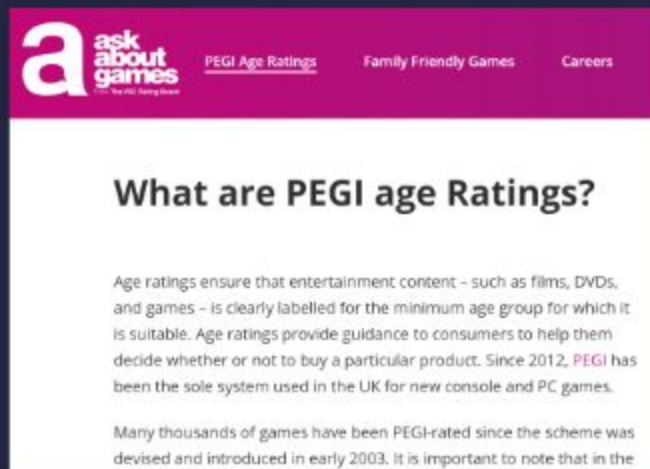 a ask
about
games
The VSC Rating Board
PEGI Age Ratings Family Friendly Games Careers
What are PEGI age Ratings?
Age ratings ensure that entertainment content – such as films, DVDs,
and games – is clearly labelled for the minimum age group for which it
is suitable. Age ratings provide guidance to consumers to help them
decide whether or not to buy a particular product. Since 2012, PEGI has
been the sole system used in the UK for new console and PC games.
Many thousands of games have been PEGI-rated since the scheme was
devised and introduced in early 2003. It is important to note that in the